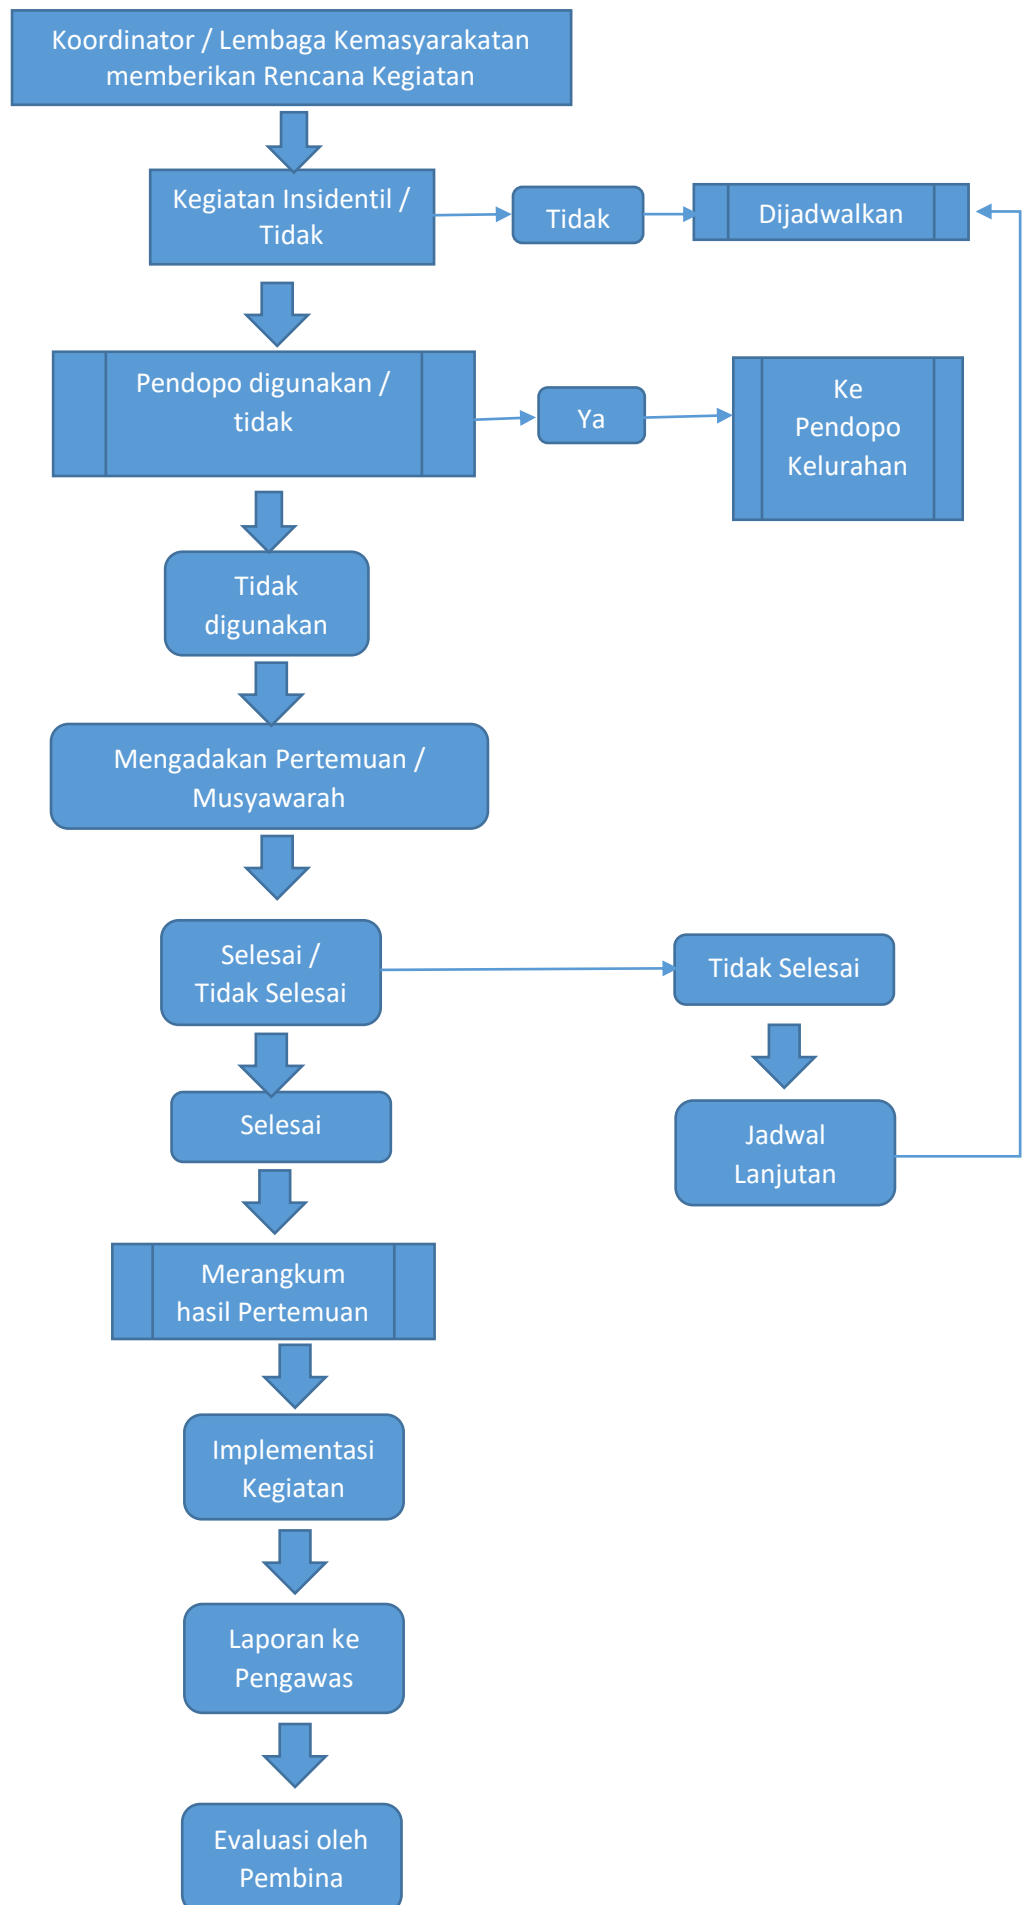 Koordinator / Lembaga Kemasyarakatan
memberikan Rencana Kegiatan
Kegiatan Insidentil /
Tidak
Tidak
Dijadwalkan
Pendopo digunakan /
tidak
Ya
Ke
Pendopo
Kelurahan
Tidak
digunakan
Mengadakan Pertemuan /
Musyawarah
Selesai /
Tidak Selesai
Tidak Selesai
Selesai
Jadwal
Lanjutan
Merangkum
hasil Pertemuan
Implementasi
Kegiatan
Laporan ke
Pengawas
Evaluasi oleh
Pembina